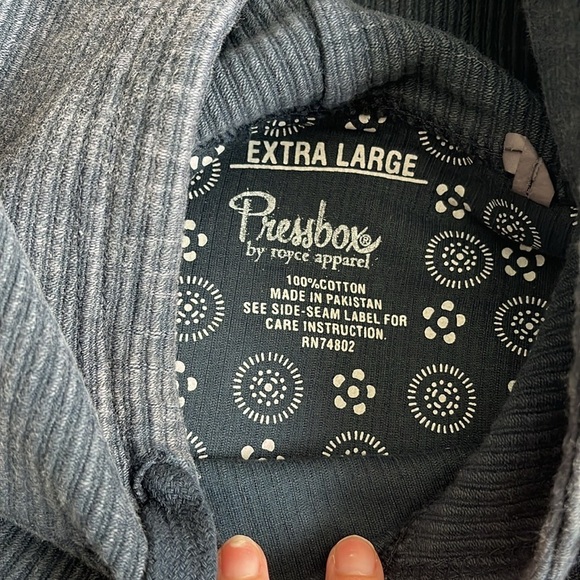 EXTRA LARGE
Pressbox®
by royce apparel
100%COTTON
MADE IN PAKISTAN
SEE SIDE-SEAM LABEL FOR
CARE INSTRUCTION.
RN74802